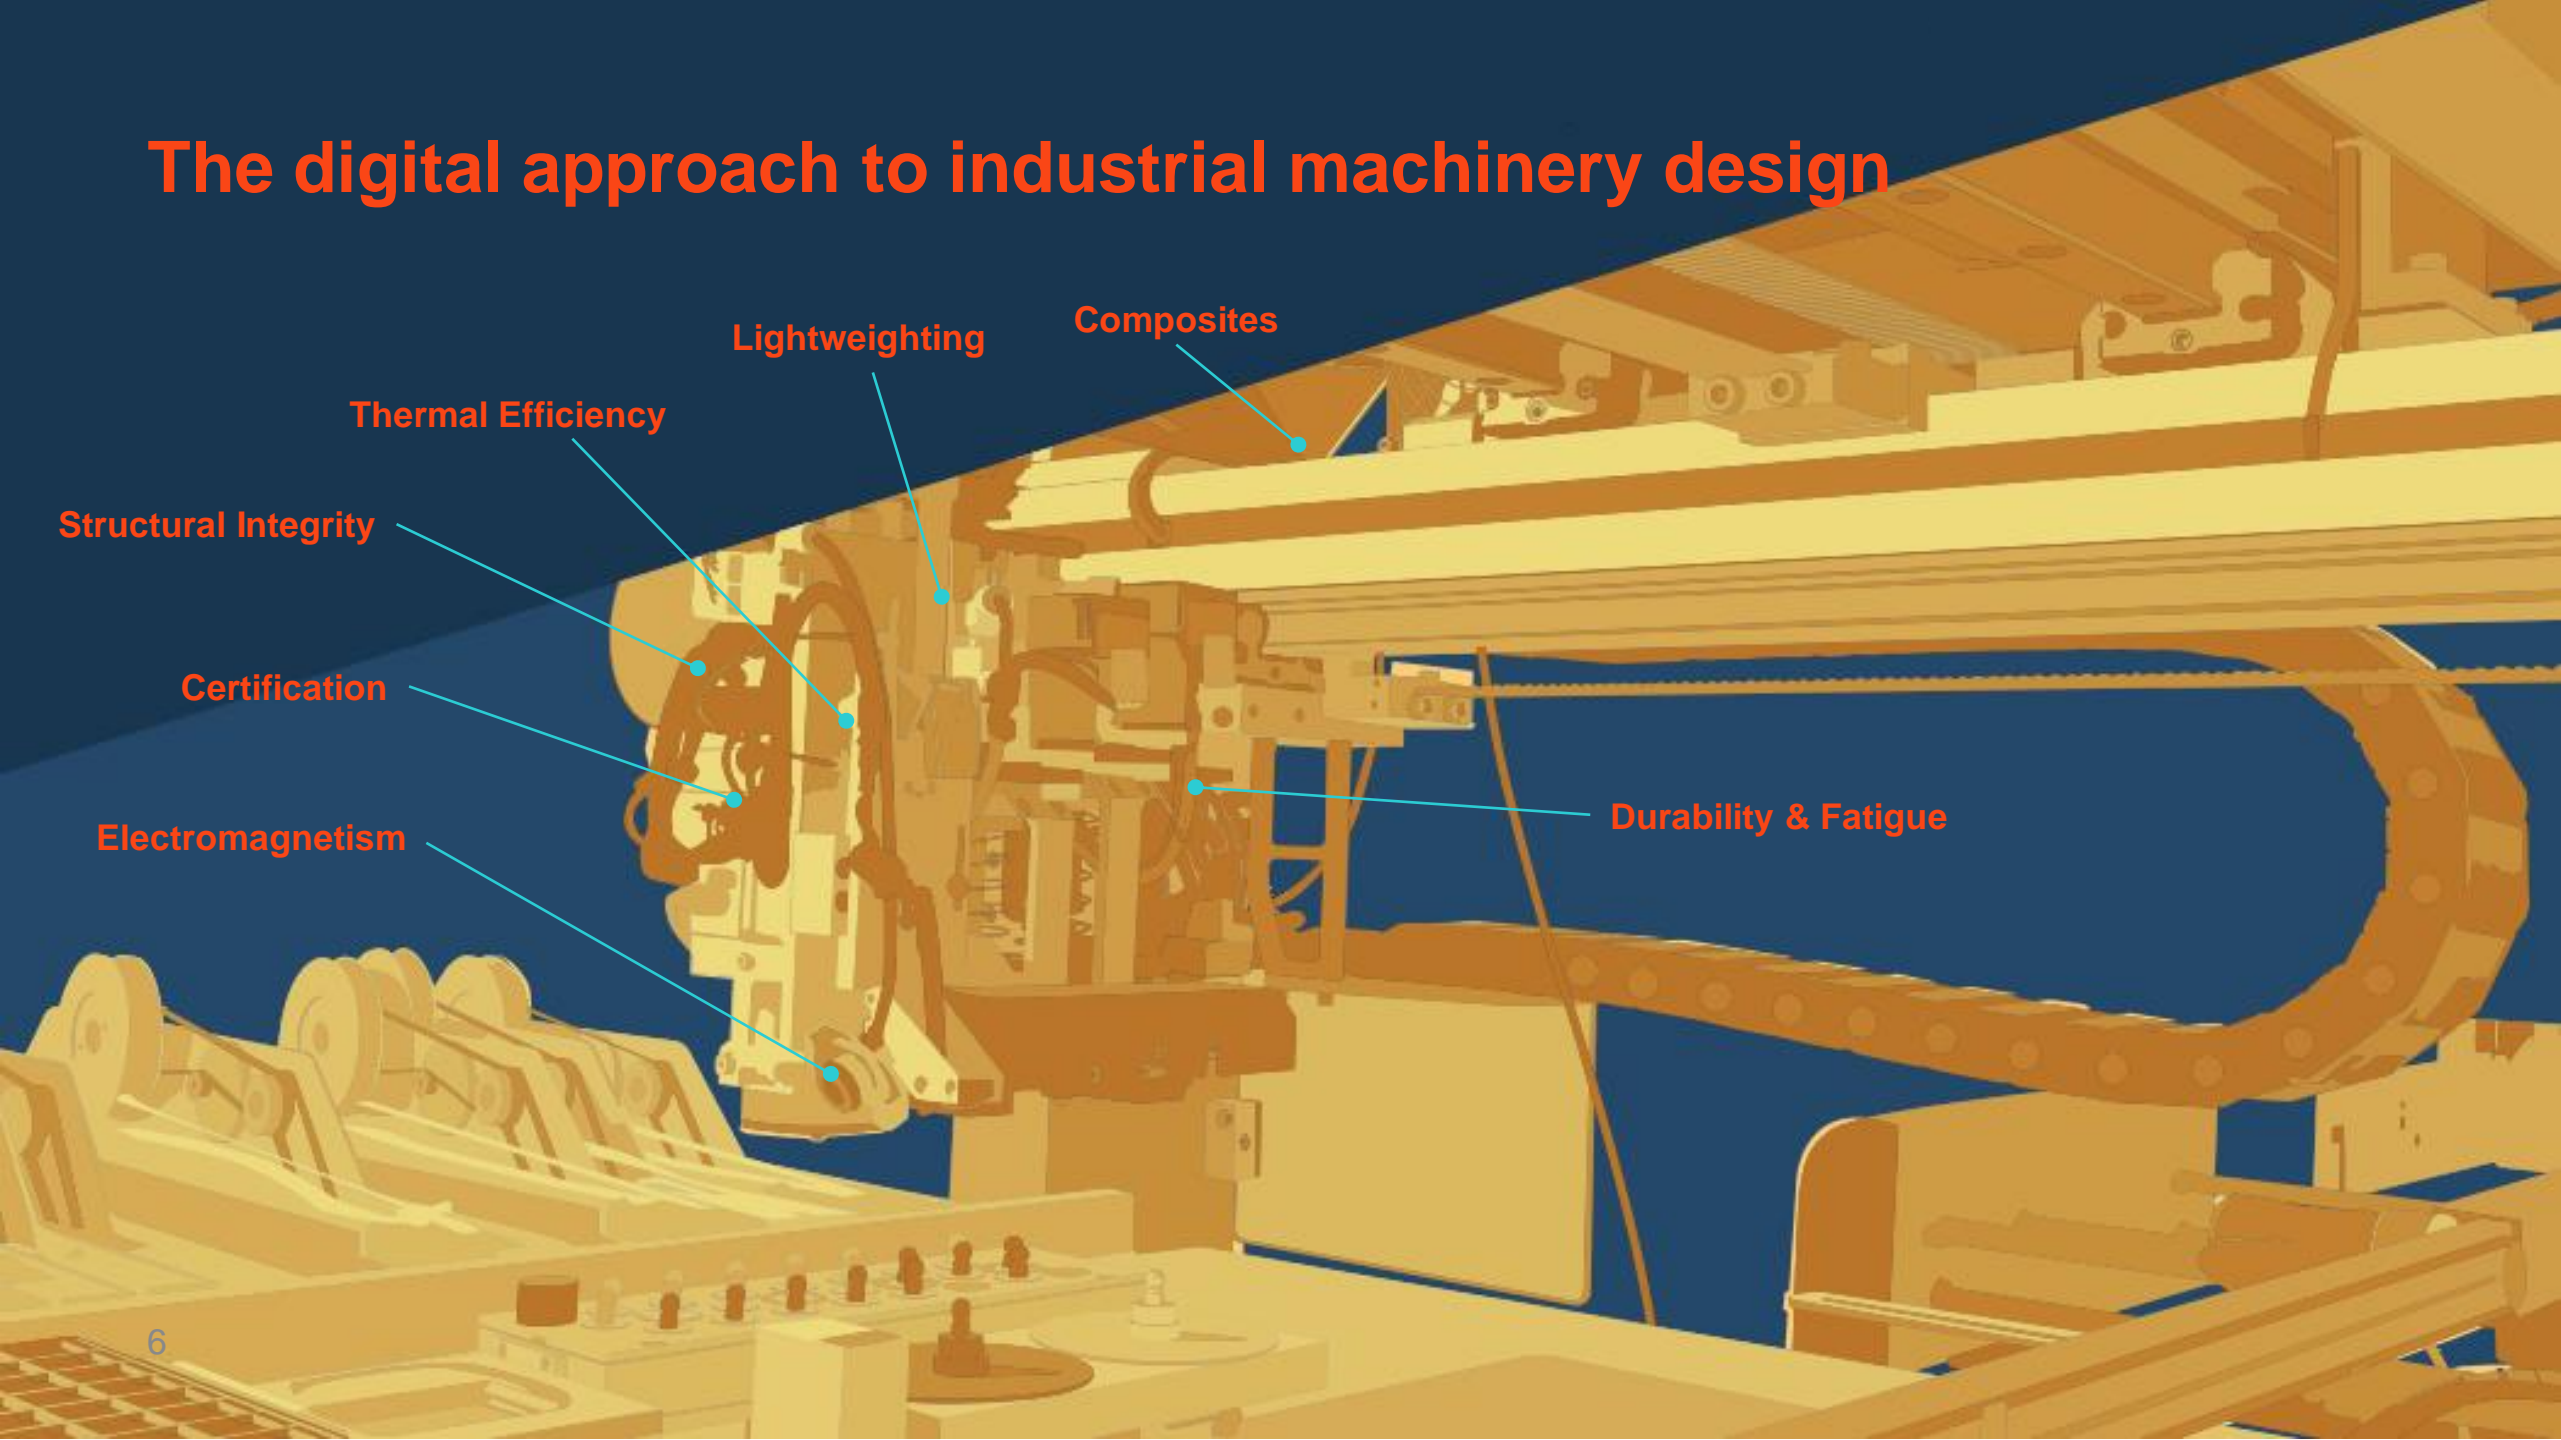 The digital approach to industrial machinery design
Composites
Lightweighting
Thermal Efficiency
Structural Integrity
Certification
Durability & Fatigue
Electromagnetism
6